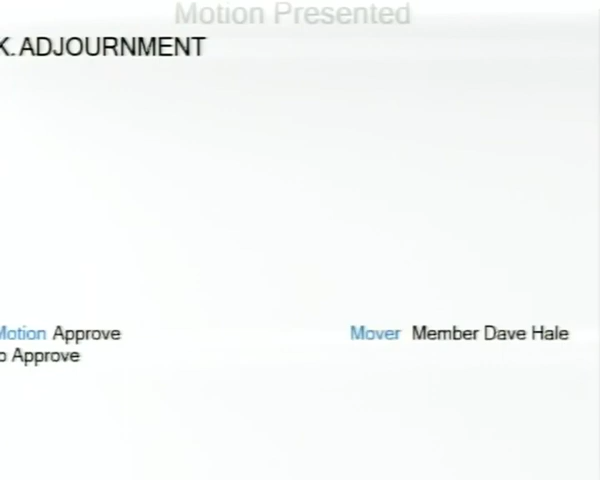 Motion Presented
K. ADJOURNMENT
Motion Approve
Mover Member Dave Hale
o Approve